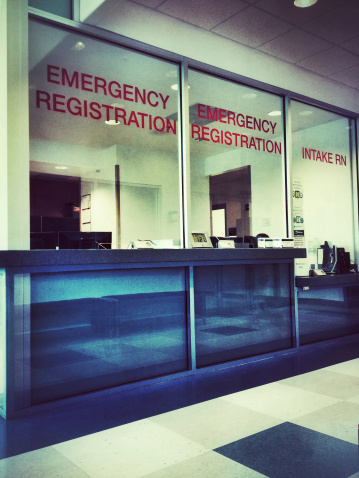 EMERGENCY
REGISTRATION
EMERGENCY
REGISTRATION
INTAKE RN